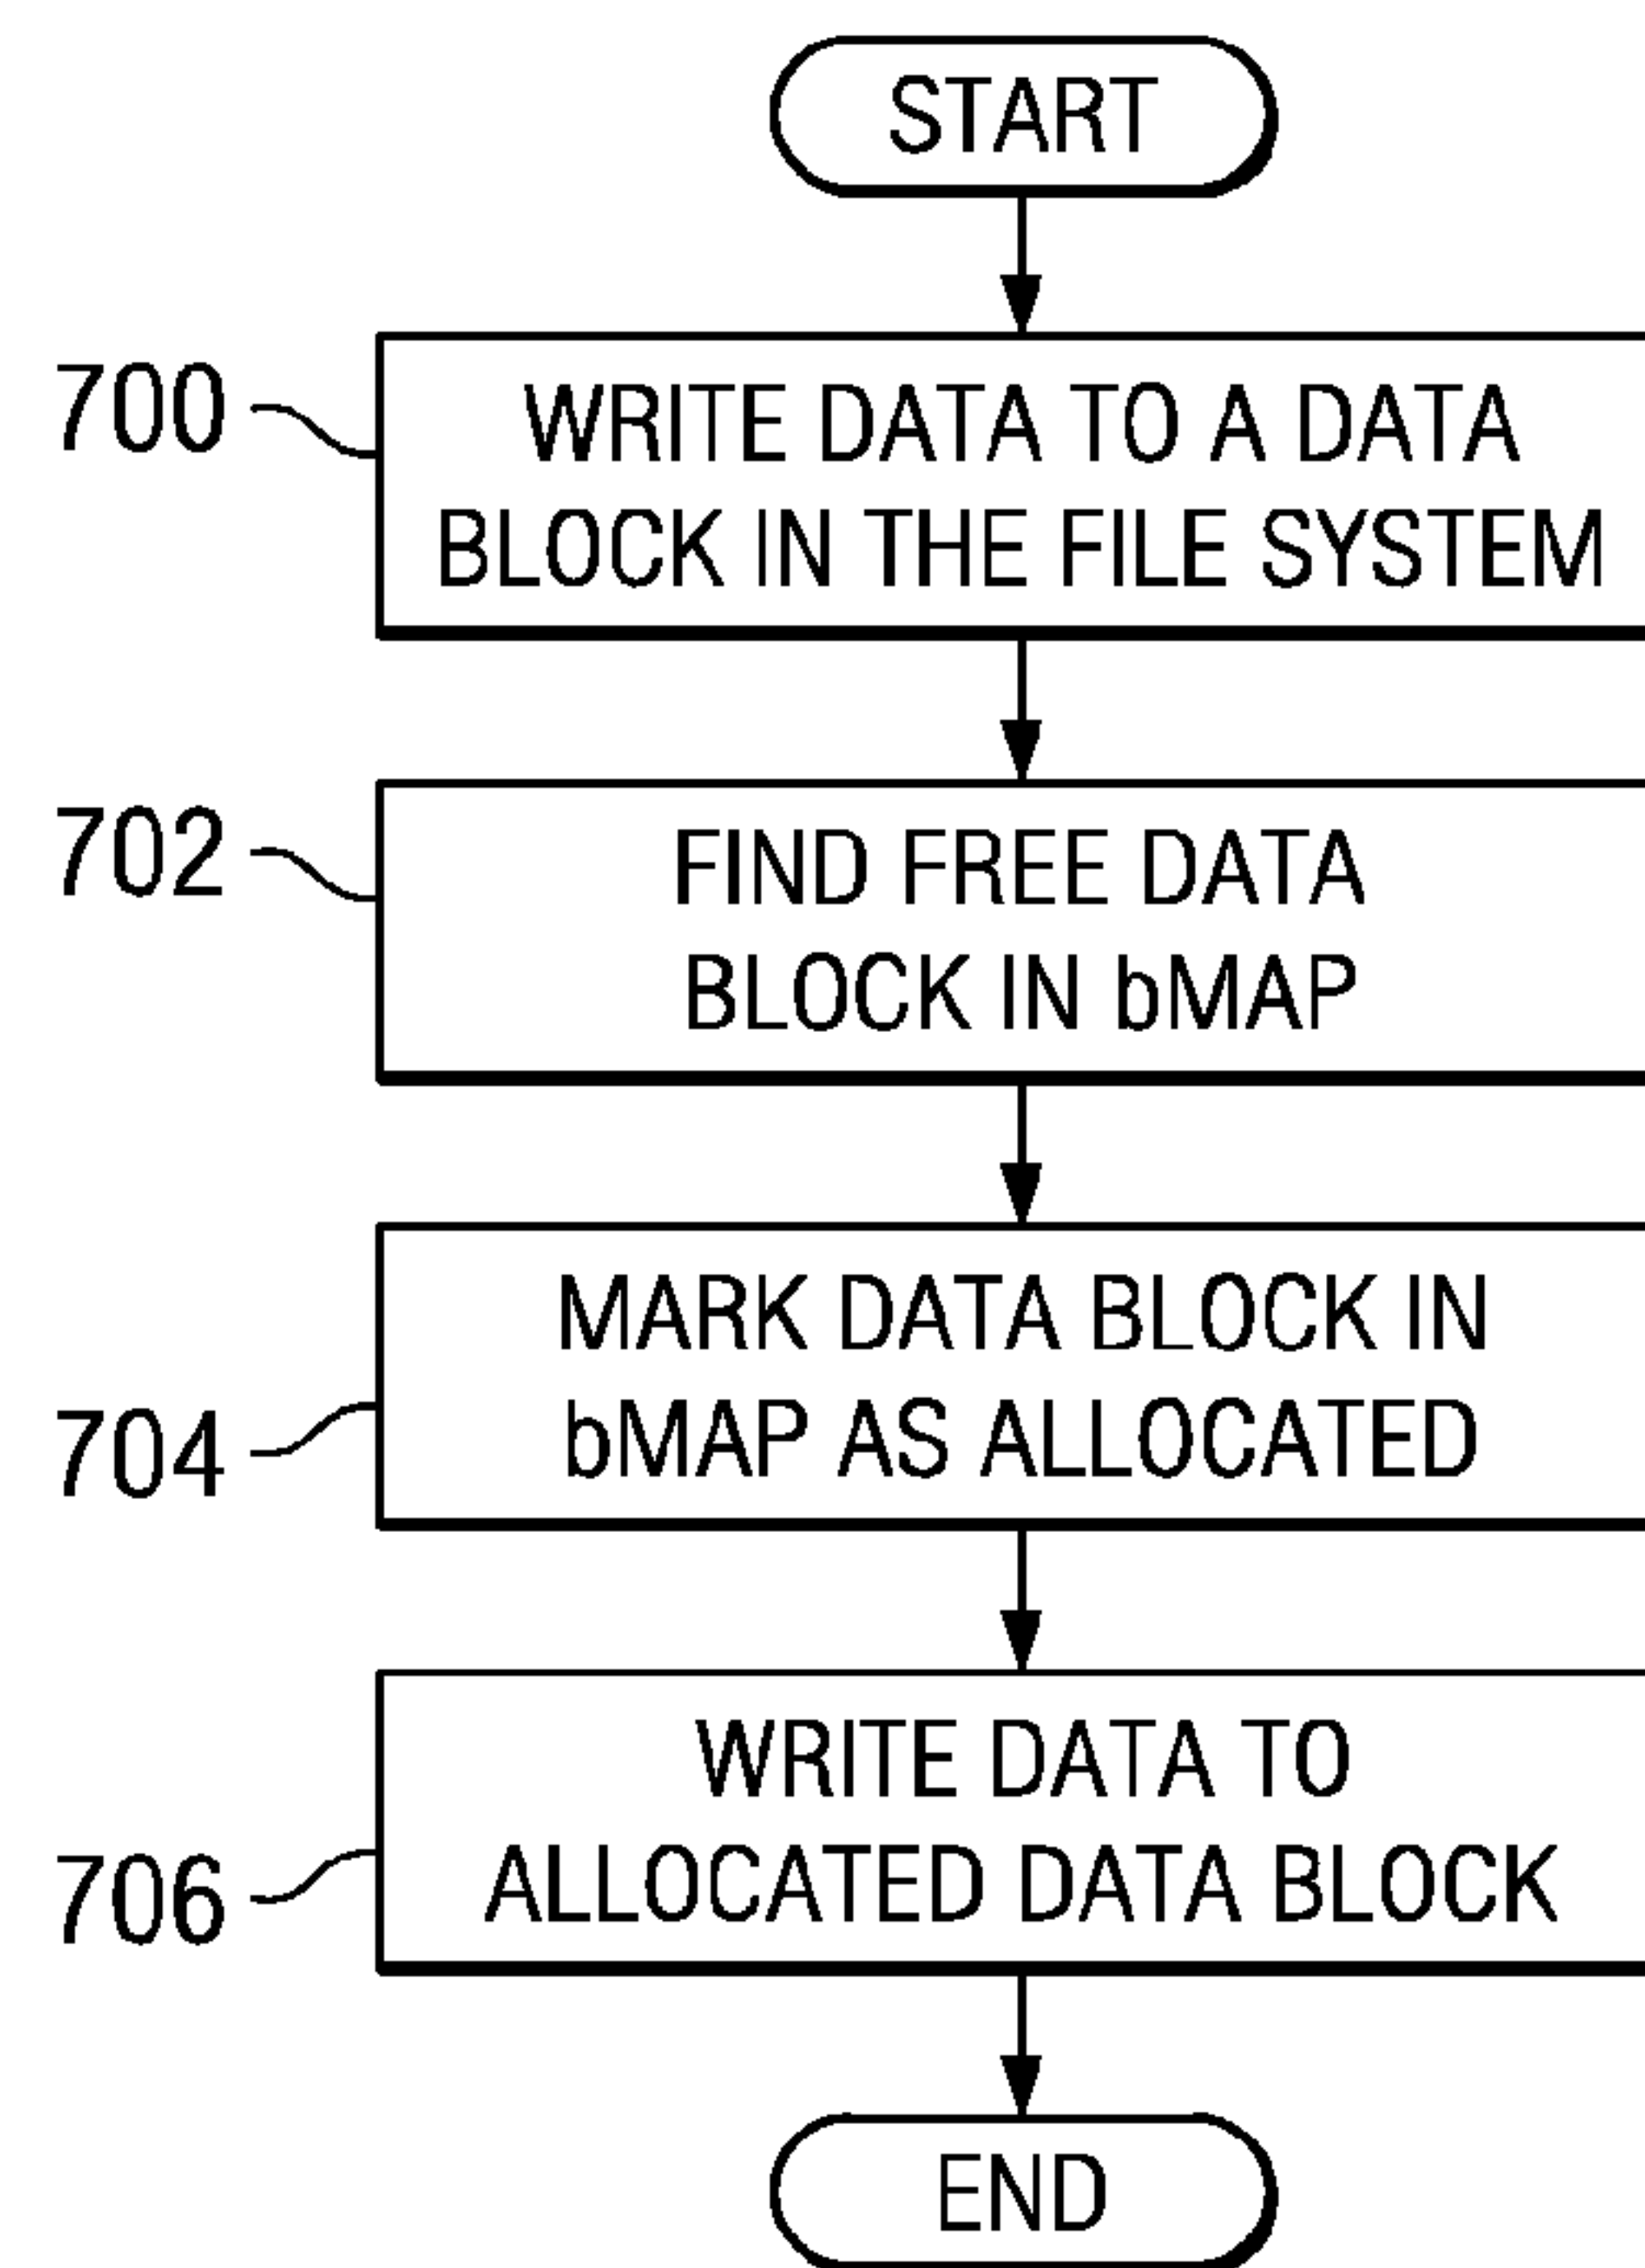 START
700
WRITE DATA TO A DATA
BLOCK IN THE FILE SYSTEM
702
FIND FREE DATA
BLOCK IN bMAP
704
MARK DATA BLOCK IN
bMAP AS ALLOCATED
706
WRITE DATA TO
ALLOCATED DATA BLOCK
END